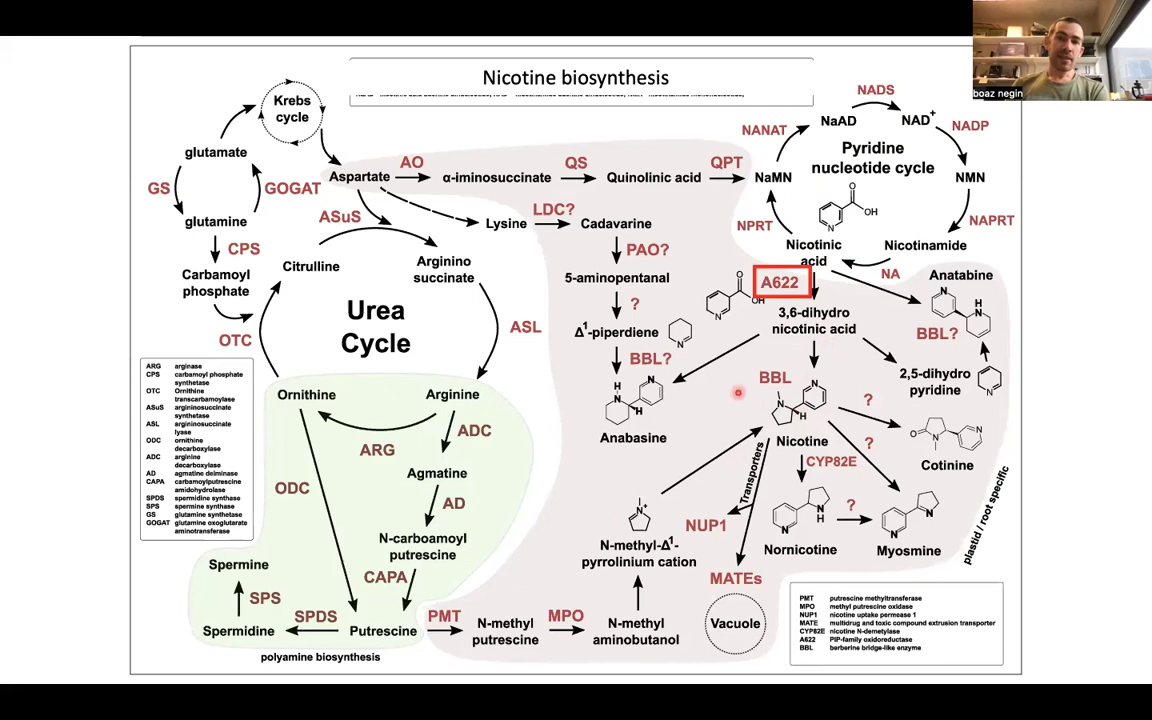 Nicotine biosynthesis
boaz negin
Krebs
cycle
glutamate
GS
GOGAT
glutamine
CPS
Carbamoyl
phosphate
OTC
Aspartate
AO
α-iminosuccinate
QS
Quinolinic acid
QPT
NaMN
NANAT
NaAD
NADS
NAD+
NADP
NMN
NAPRT
Nicotinamide
NA
Nicotinic
acid
NPRT
Pyridine
nucleotide cycle
OH
ASuS
Citrulline
Arginino
succinate
ASL
Urea
Cycle
Lysine
LDC?
Cadavarine
PAO?
5-aminopentanal
?
Δ1-piperdiene
N
BBL?
H
N
N
H
Anabasine
O
OH
N
A622
3,6-dihydro
nicotinic acid
Anatabine
N
H
N
BBL?
2,5-dihydro
pyridine
N
BBL
N
N
H
Nicotine
?
?
O
N
N
Cotinine
CYP82E
Transporters
NUP1
MATEs
Vacuole
N
N
H
Nornicotine
?
N
N
Myosmine
plastid / root specific
Ornithine
Arginine
ARG
ADC
Agmatine
AD
N-carboamoyl
putrescine
CAPA
ODC
Spermine
SPS
Spermidine
SPDS
Putrescine
polyamine biosynthesis
PMT
N-methyl
putrescine
MPO
N-methyl
aminobutanol
N-methyl-Δ1-
pyrrolinium cation
N+
ARG arginase
CPS carbamoyl phosphate
synthetase
OTC Ornithine
transcarbamoylase
ASuS argininosuccinate
synthetase
ASL argininosuccinate
lyase
ODC ornithine
decarboxylase
ADC arginine
decarboxylase
AD agmatine deiminase
CAPA carbamoylputrescine
amidohydrolase
SPDS spermidine synthase
SPS spermine synthase
GS glutamine synthetase
GOGAT glutamine oxoglutarate
aminotransferase
PMT putrescine methyltransferase
MPO methyl putrescine oxidase
NUP1 nicotine uptake permease 1
MATE multidrug and toxic compound extrusion transporter
CYP82E nicotine N-demetylase
A622 PIP-family oxidoreductase
BBL berberine bridge-like enzyme